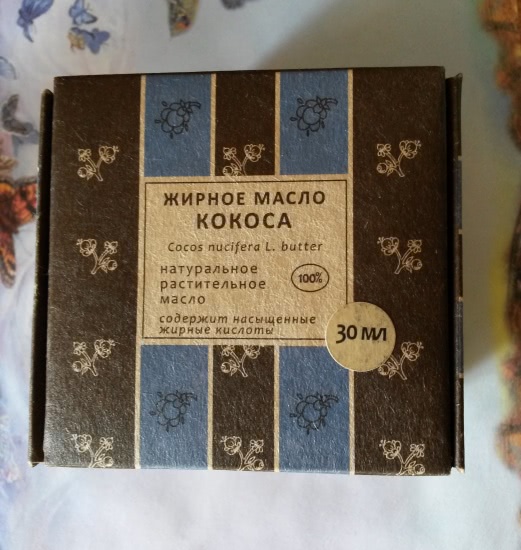 ЖИРНОЕ МАСЛО
КОКОСА
Cocos nucifera L. butter
натуральное
растительное
масло
100%
содержит насыщенные
жирные кислоты
30 мл